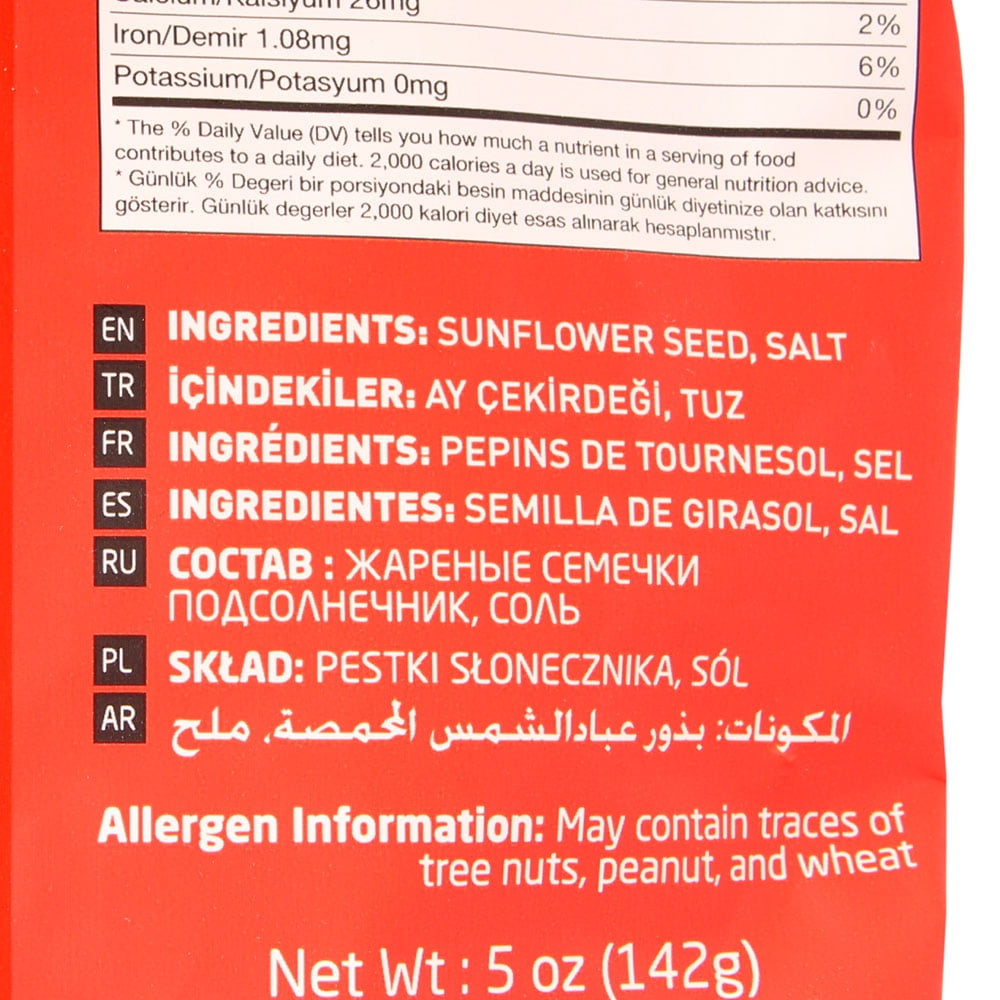 Calcium/Kalsiyum 26mg 2%
Iron/Demir 1.08mg 6%
Potassium/Potasyum 0mg 0%
* The % Daily Value (DV) tells you how much a nutrient in a serving of food
contributes to a daily diet. 2,000 calories a day is used for general nutrition advice.
* Günlük % Degeri bir porsiyondaki besin maddesinin günlük diyetinize olan katkısını
gösterir. Günlük degerler 2,000 kalori diyet esas alınarak hesaplanmıstır.
EN INGREDIENTS: SUNFLOWER SEED, SALT
TR İÇİNDEKİLER: AY ÇEKİRDEĞİ, TUZ
FR INGRÉDIENTS: PEPINS DE TOURNESOL, SEL
ES INGREDIENTES: SEMILLA DE GIRASOL, SAL
RU СОСТАВ : ЖАРЕНЫЕ СЕМЕЧКИ
ПОДСОЛНЕЧНИК, СОЛЬ
PL SKŁAD: PESTKI SŁONECZNIKA, SÓL
AR المكونات: بذور عبادالشمس المحمصة, ملح
Allergen Information: May contain traces of
tree nuts, peanut, and wheat
Net Wt : 5 oz (142g)